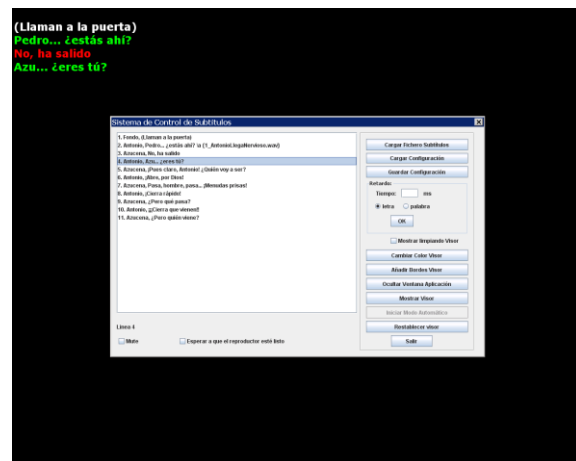 (Llaman a la puerta)
Pedro... ¿estás ahí?
No, ha salido
Azu... ¿eres tú?
Sistema de Control de Subtítulos
1. Fondo, (Llaman a la puerta)
2. Antonio, Pedro... ¿estás ahí? \a (1_AntonioLlegaNervioso.wav)
3. Azucena, No, ha salido
4. Antonio, Azu... ¿eres tú?
5. Azucena, ¡Pues claro, Antonio! ¿Quién voy a ser?
6. Antonio, ¡Abre, por Dios!
7. Azucena, Pasa, hombre, pasa... ¡Menudas prisas!
8. Antonio, ¡Cierra rápido!
9. Azucena, ¿Pero qué pasa?
10. Antonio, ¡¡Cierra que vienen!!
11. Azucena, ¿Pero quién viene?
Línea 4
Mute
Esperar a que el reproductor esté listo
Cargar Fichero Subtítulos
Cargar Configuración
Guardar Configuración
Retardo:
Tiempo: ms
letra palabra
OK
Mostrar limpiando Visor
Cambiar Color Visor
Añadir Bordes Visor
Ocultar Ventana Aplicación
Mostrar Visor
Iniciar Modo Automático
Restablecer visor
Salir